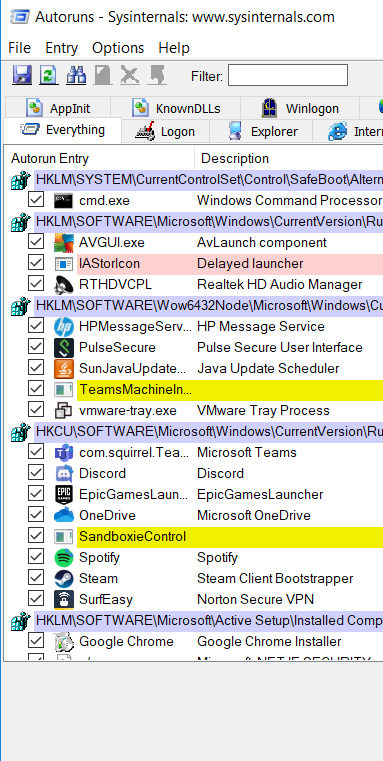 Autoruns - Sysinternals: www.sysinternals.com
File Entry Options Help
Filter:
AppInit KnownDLLs Winlogon
Everything Logon Explorer Inter
Autorun Entry Description
HKLM\SYSTEM\CurrentControlSet\Control\SafeBoot\Altern
cmd.exe Windows Command Processor
HKLM\SOFTWARE\Microsoft\Windows\CurrentVersion\Ru
AVGUI.exe AvLaunch component
IAStorIcon Delayed launcher
RTHDVCPL Realtek HD Audio Manager
HKLM\SOFTWARE\Wow6432Node\Microsoft\Windows\Cu
HPMessageServ... HP Message Service
PulseSecure Pulse Secure User Interface
SunJavaUpdate... Java Update Scheduler
TeamsMachineIn...
vmware-tray.exe VMware Tray Process
HKCU\SOFTWARE\Microsoft\Windows\CurrentVersion\Ru
com.squirrel.Tea... Microsoft Teams
Discord Discord
EpicGamesLaun... EpicGamesLauncher
OneDrive Microsoft OneDrive
SandboxieControl
Spotify Spotify
Steam Steam Client Bootstrapper
SurfEasy Norton Secure VPN
HKLM\SOFTWARE\Microsoft\Active Setup\Installed Comp
Google Chrome Google Chrome Installer